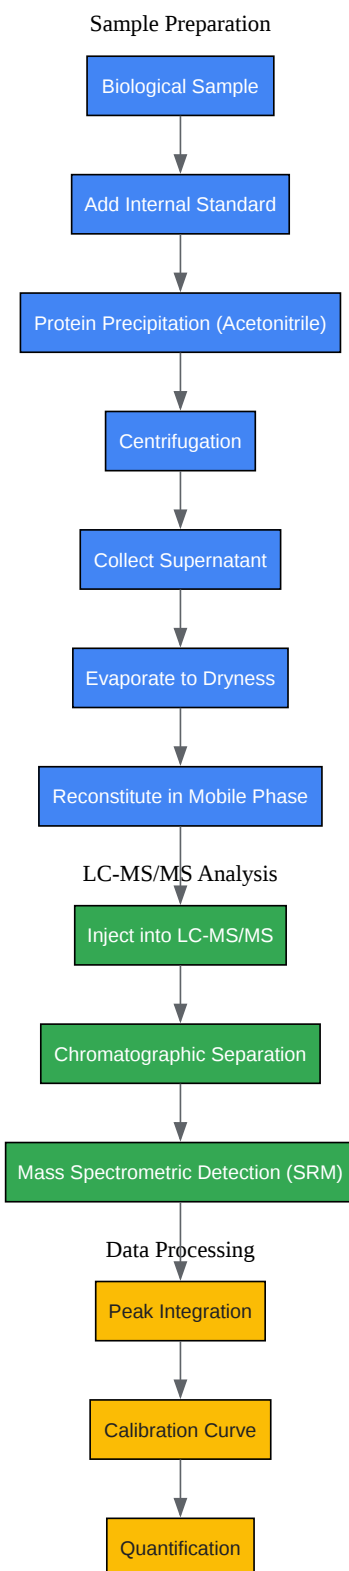 Sample Preparation
Biological Sample
Add Internal Standard
Protein Precipitation (Acetonitrile)
Centrifugation
Collect Supernatant
Evaporate to Dryness
Reconstitute in Mobile Phase
LC-MS/MS Analysis
Inject into LC-MS/MS
Chromatographic Separation
Mass Spectrometric Detection (SRM)
Data Processing
Peak Integration
Calibration Curve
Quantification